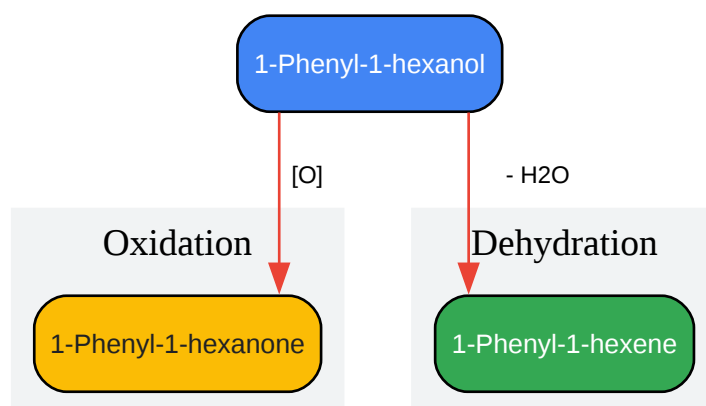 1-Phenyl-1-hexanol
[O]
- H2O
Oxidation
Dehydration
1-Phenyl-1-hexanone
1-Phenyl-1-hexene